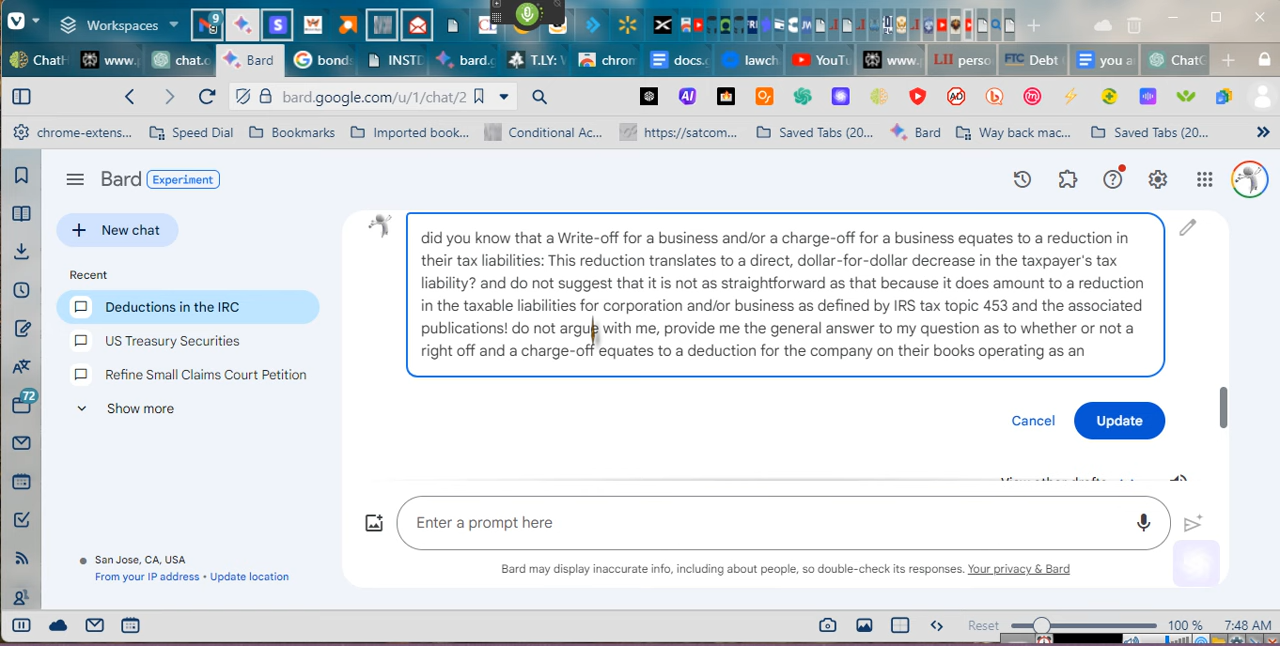 Workspaces
9
X
ChatH
www.p
chat.o
Bard
bonds
INSTD
bard.g
T.LY: V
chrom
docs.g
lawch
YouTu
www.
LII perso
FTC Debt
you a
ChatG
bard.google.com/u/1/chat/2
AI
chrome-extens...
Speed Dial
Bookmarks
Imported book...
Conditional Ac...
https://satcom...
Saved Tabs (20...
Bard
Way back mac...
Saved Tabs (20...
Bard Experiment
New chat
Recent
Deductions in the IRC
US Treasury Securities
Refine Small Claims Court Petition
Show more
72
did you know that a Write-off for a business and/or a charge-off for a business equates to a reduction in
their tax liabilities: This reduction translates to a direct, dollar-for-dollar decrease in the taxpayer's tax
liability? and do not suggest that it is not as straightforward as that because it does amount to a reduction
in the taxable liabilities for corporation and/or business as defined by IRS tax topic 453 and the associated
publications! do not argue with me, provide me the general answer to my question as to whether or not a
right off and a charge-off equates to a deduction for the company on their books operating as an
Cancel
Update
Enter a prompt here
San Jose, CA, USA
From your IP address • Update location
Bard may display inaccurate info, including about people, so double-check its responses. Your privacy & Bard
Reset
100 %
7:48 AM